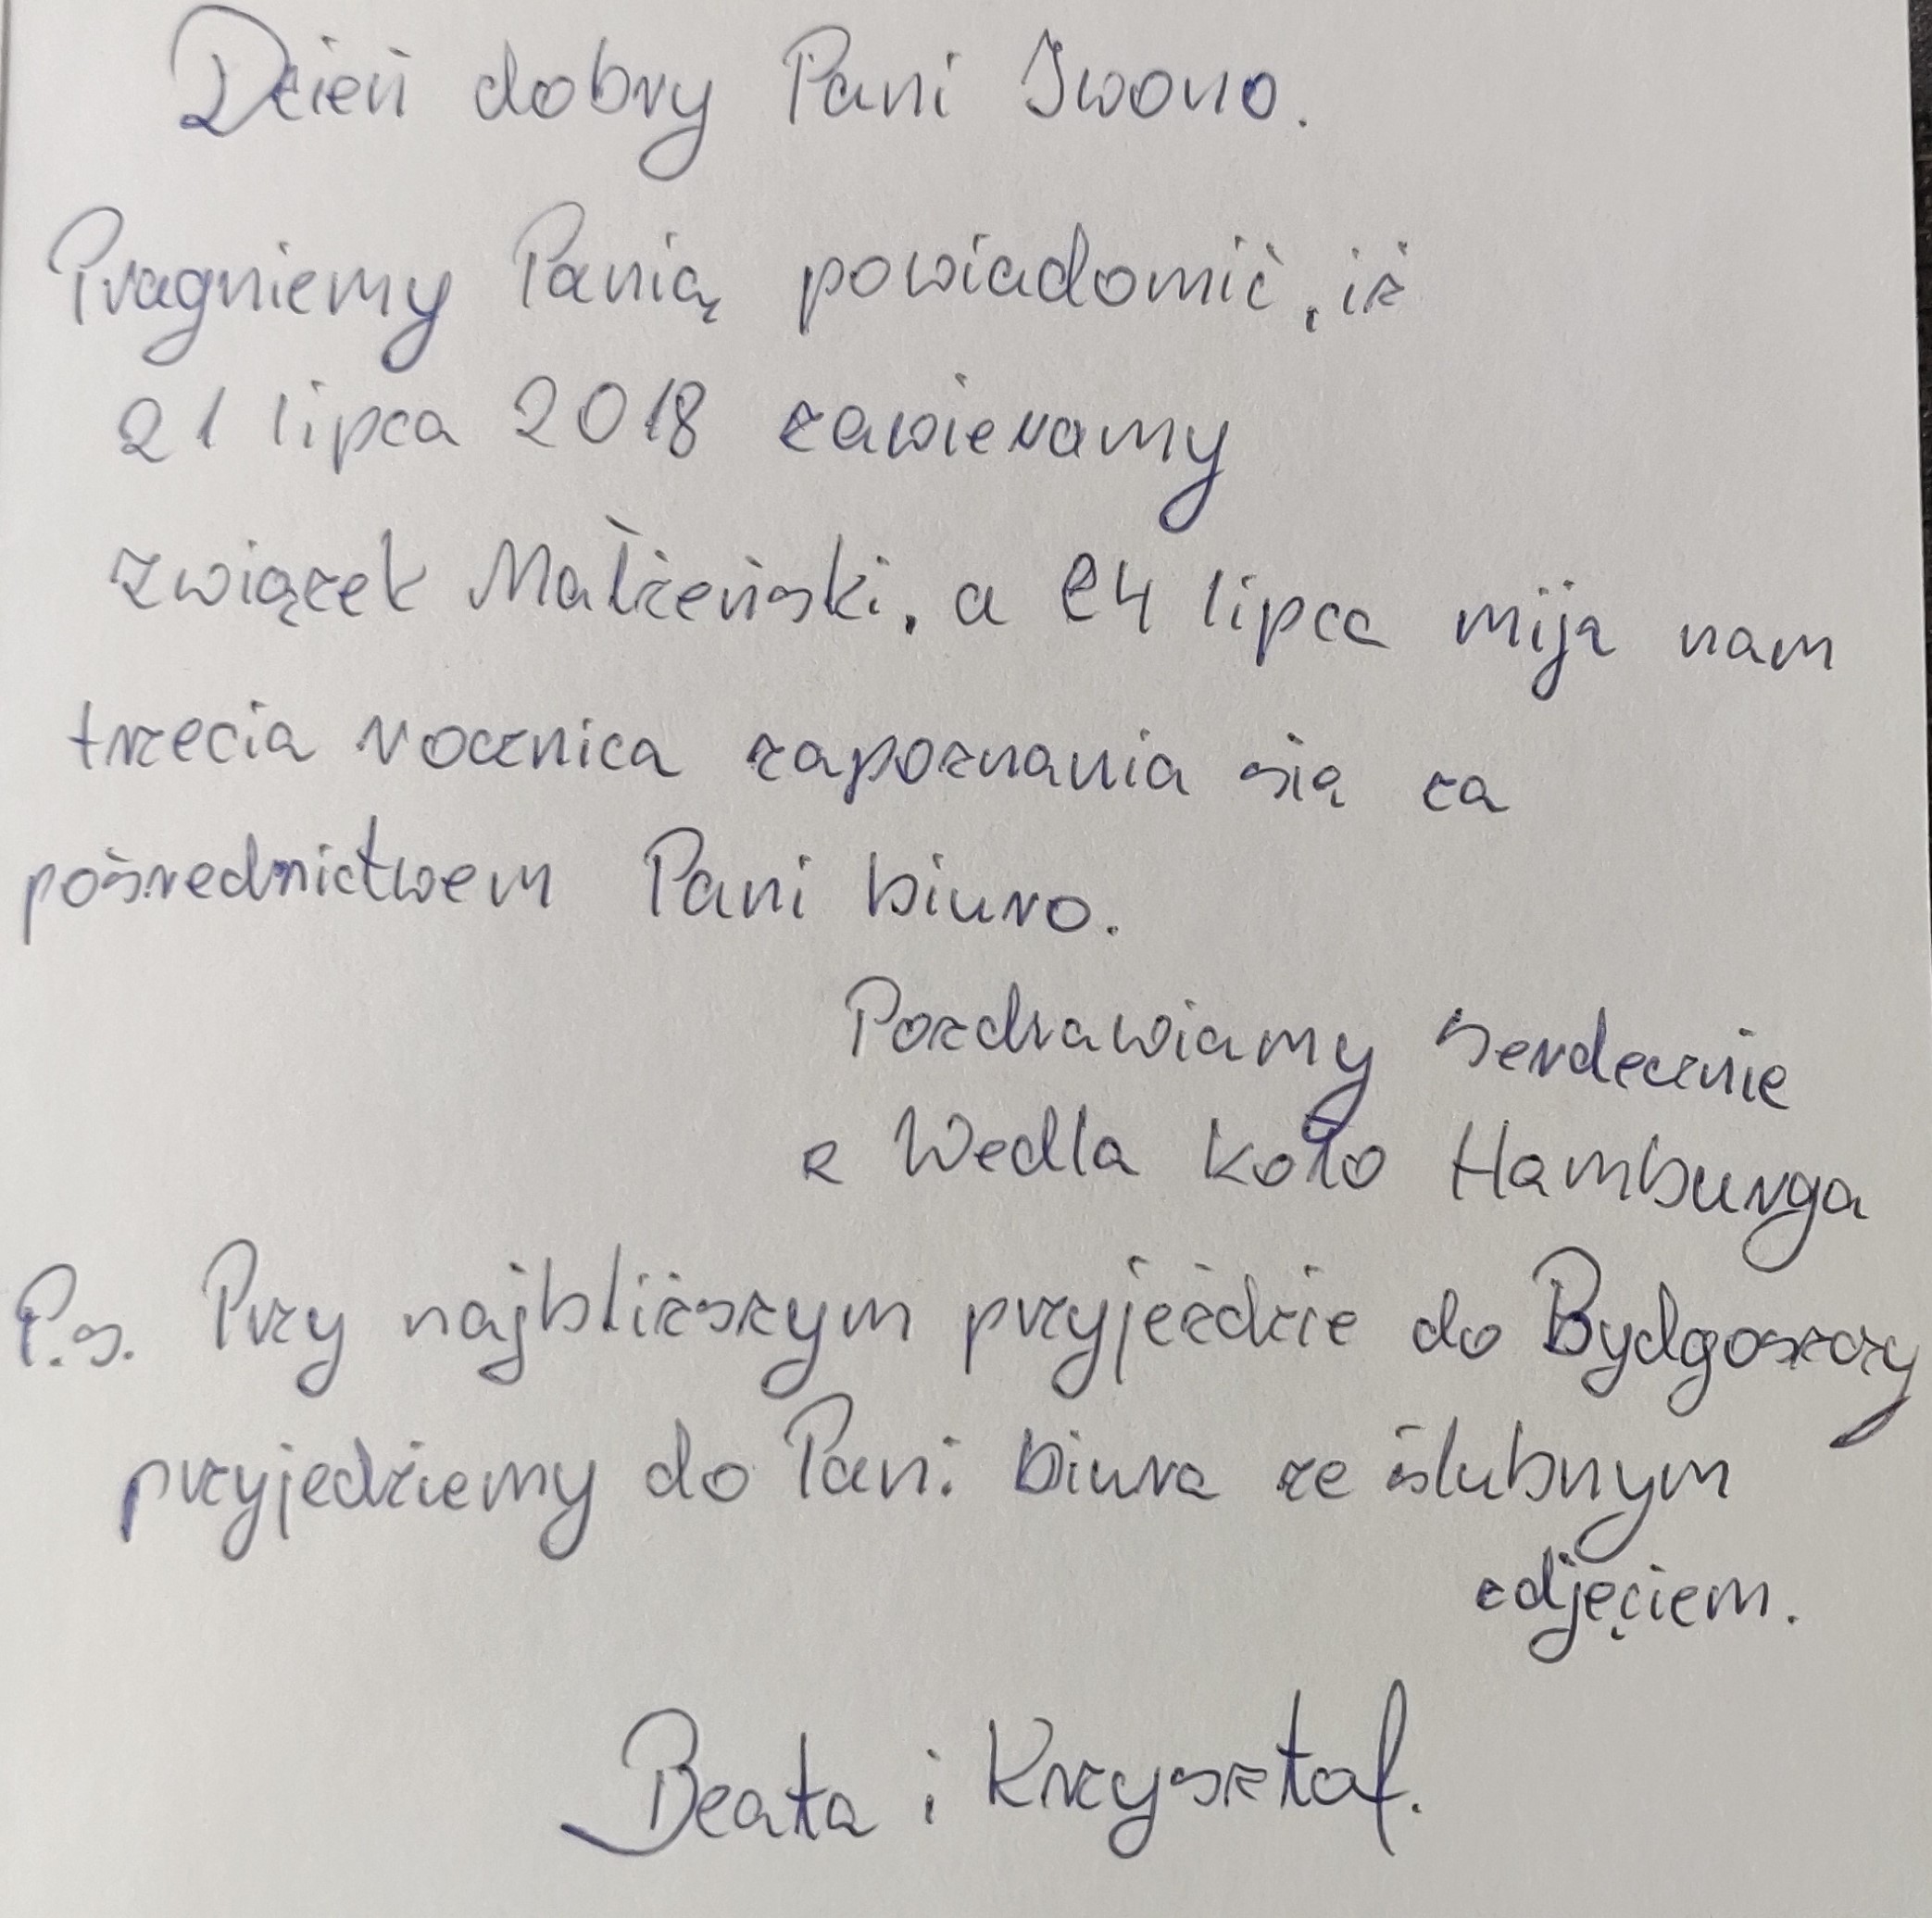 Dzień dobry Pani Iwono.
Pragniemy Panią powiadomić, iż
21 lipca 2018 zawieramy
związek Małżeński, a 24 lipca mija nam
trzecia rocznica zapoznania się za
pośrednictwem Pani biuro.
Pozdrawiamy serdecznie
z Wedla koło Hamburga
P.s. Przy najbliższym przyjeździe do Bydgoszczy
przyjedziemy do Pani biura ze ślubnym
zdjęciem.
Beata i Krzysztof.